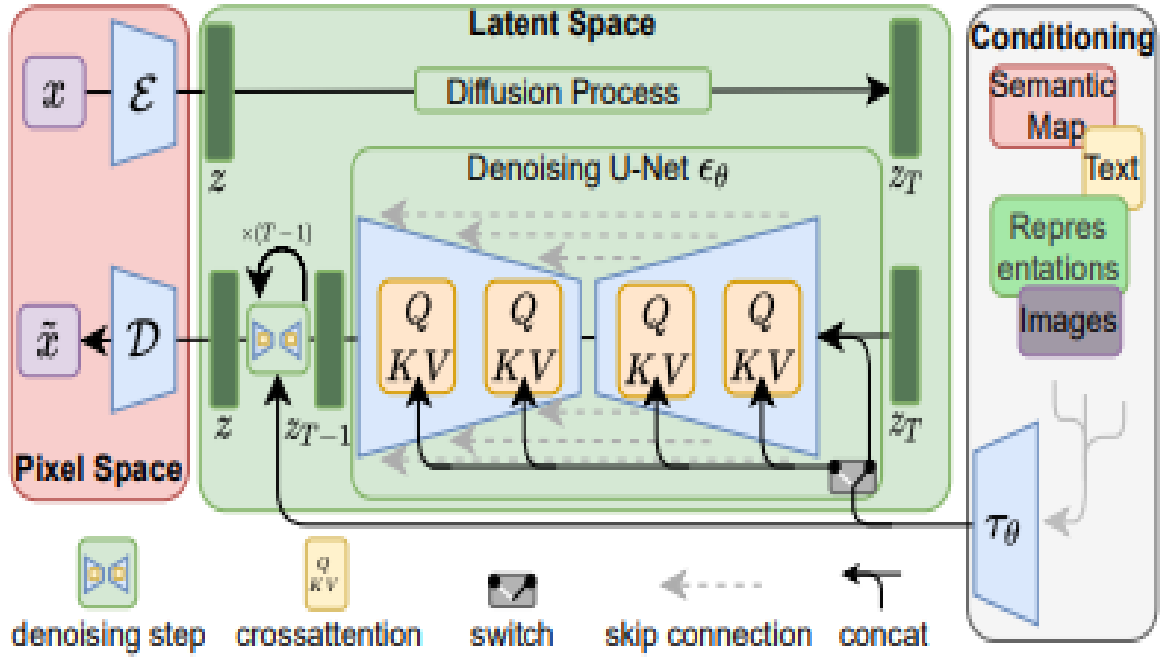 Latent Space
Conditioning
x
ℰ
Diffusion Process
Semantic
Map
Text
z
z_T
Denoising U-Net ϵ_θ
Repres
entations
×(T−1)
Images
Q
KV
Q
KV
Q
KV
Q
KV
x̃
𝒟
z
z_{T−1}
z_T
Pixel Space
τ_θ
Q
KV
denoising step
crossattention
switch
skip connection
concat